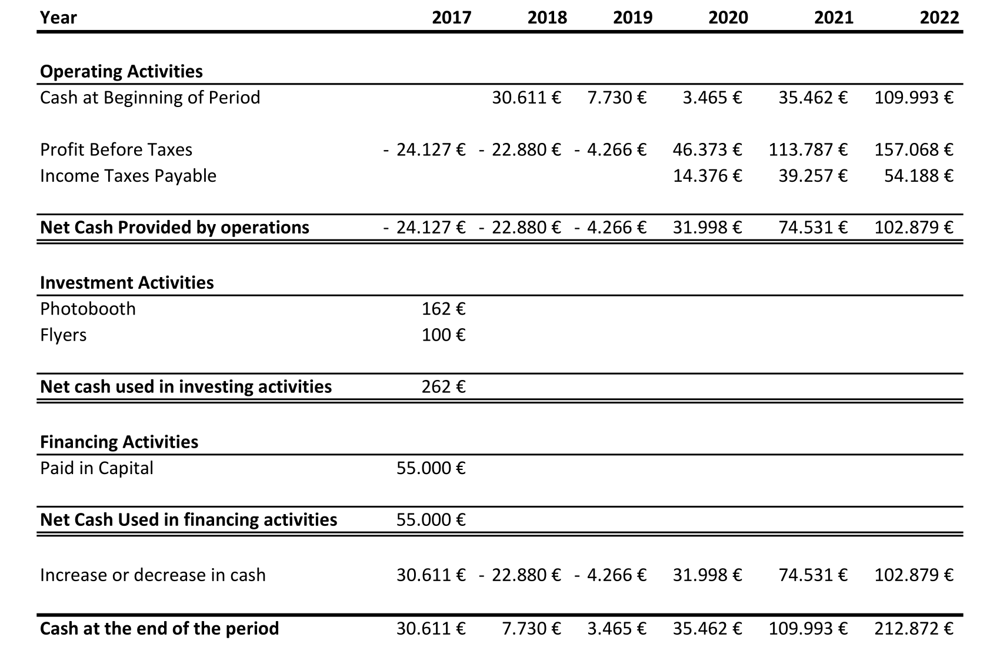 Year 2017 2018 2019 2020 2021 2022
Operating Activities
Cash at Beginning of Period 30.611 € 7.730 € 3.465 € 35.462 € 109.993 €
Profit Before Taxes - 24.127 € - 22.880 € - 4.266 € 46.373 € 113.787 € 157.068 €
Income Taxes Payable 14.376 € 39.257 € 54.188 €
Net Cash Provided by operations - 24.127 € - 22.880 € - 4.266 € 31.998 € 74.531 € 102.879 €
Investment Activities
Photobooth 162 €
Flyers 100 €
Net cash used in investing activities 262 €
Financing Activities
Paid in Capital 55.000 €
Net Cash Used in financing activities 55.000 €
Increase or decrease in cash 30.611 € - 22.880 € - 4.266 € 31.998 € 74.531 € 102.879 €
Cash at the end of the period 30.611 € 7.730 € 3.465 € 35.462 € 109.993 € 212.872 €